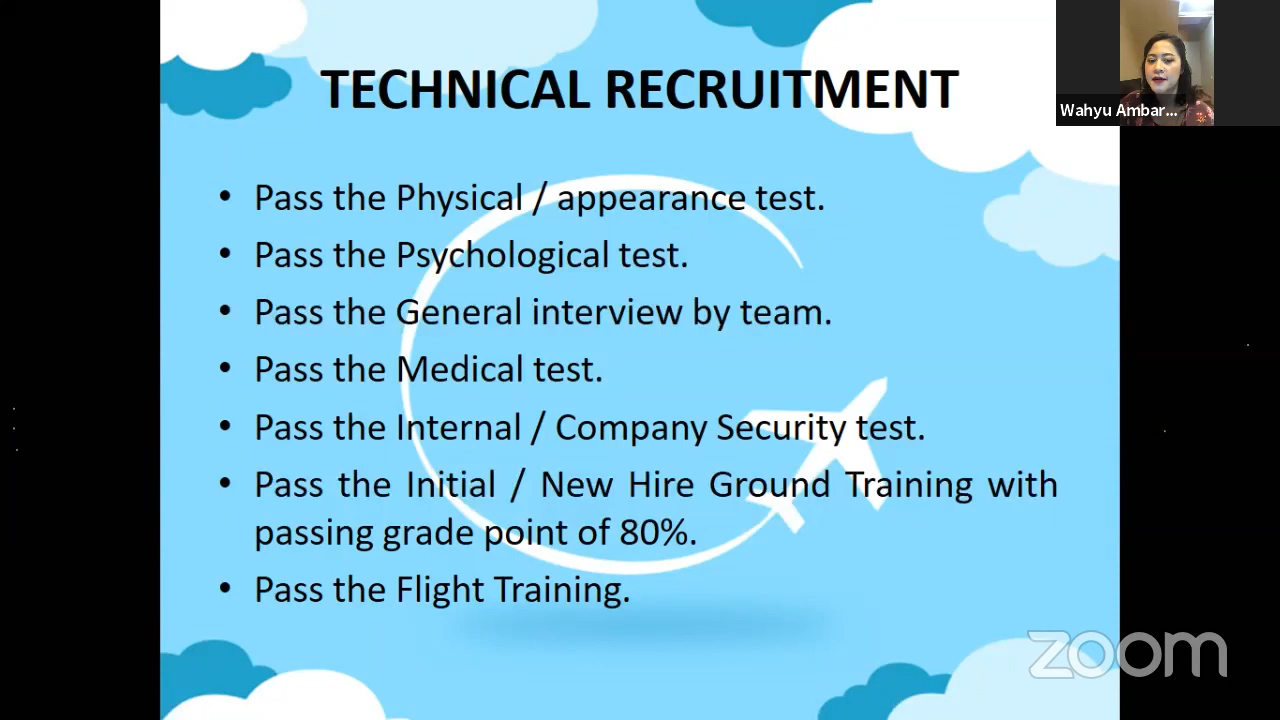 TECHNICAL RECRUITMENT
Wahyu Ambar...
• Pass the Physical / appearance test.
• Pass the Psychological test.
• Pass the General interview by team.
• Pass the Medical test.
• Pass the Internal / Company Security test.
• Pass the Initial / New Hire Ground Training with
passing grade point of 80%.
• Pass the Flight Training.
zoom